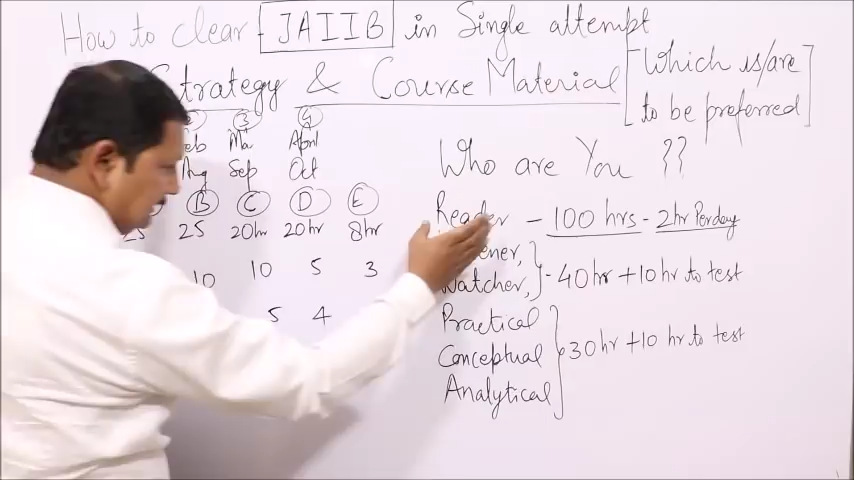 How to clear - JAIIB in Single attempt
Strategy & Course Material [Which is/are
to be preferred]
3 4
Feb Ma April
Aug Sep Oct
B C D E
25 25 20hr 20hr 8hr
10 10 5 3
5 4
Who are You ??
Reader - 100 hrs - 2hr Perday
Watcher, - 40hr + 10hr to test
Practical
Conceptual 30hr + 10 hr to test
Analytical